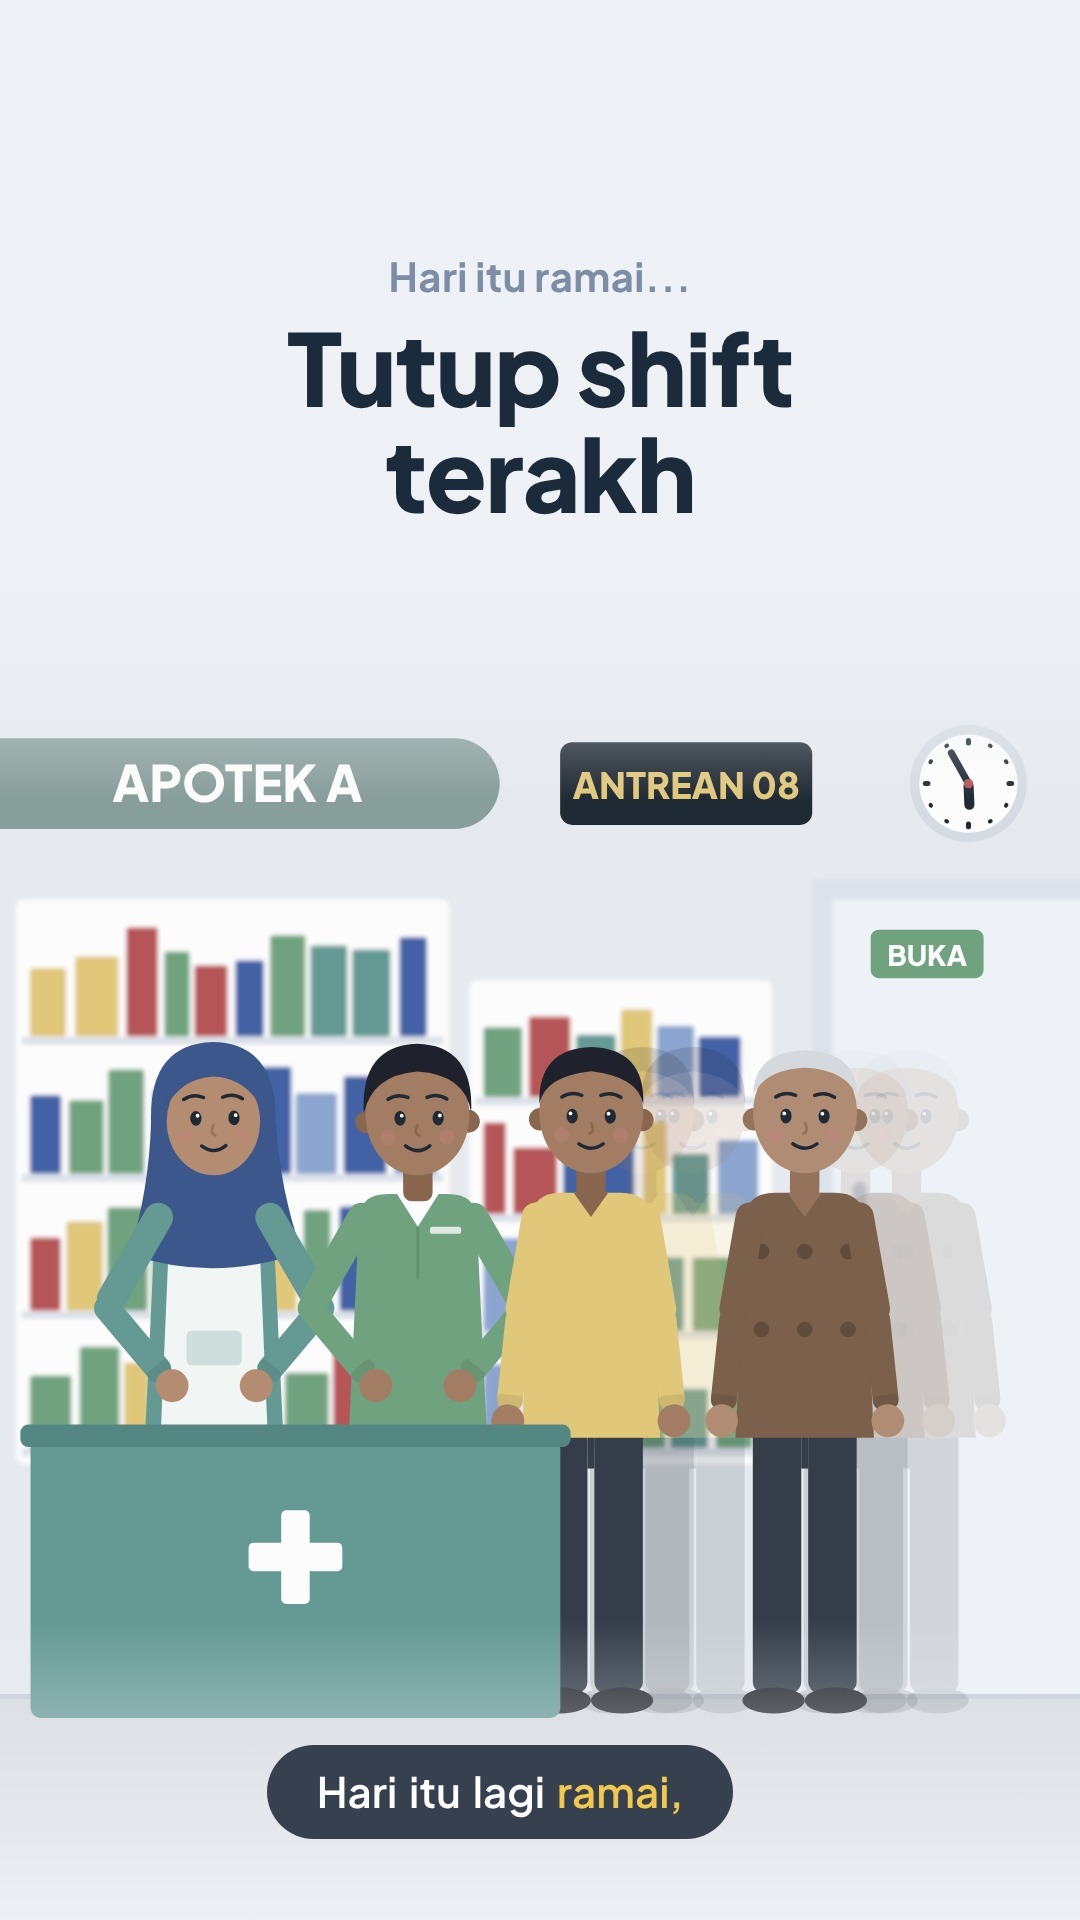 Hari itu ramai...
Tutup shift
terakh
APOTEK A
ANTREAN 08
BUKA
Hari itu lagi ramai,